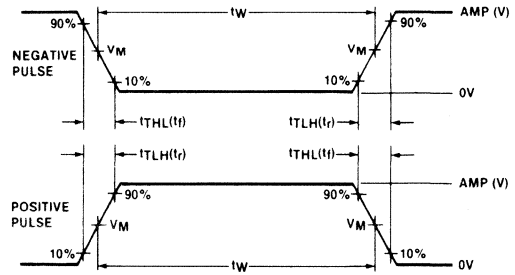 tW AMP (V)
90% 90%
VM VM
NEGATIVE
PULSE
10% 10%
0V
tTHL(tf) tTLH(tr)
tTLH(tr) tTHL(tf)
AMP (V)
90% 90%
POSITIVE
PULSE
VM VM
10% 10%
0V
tW